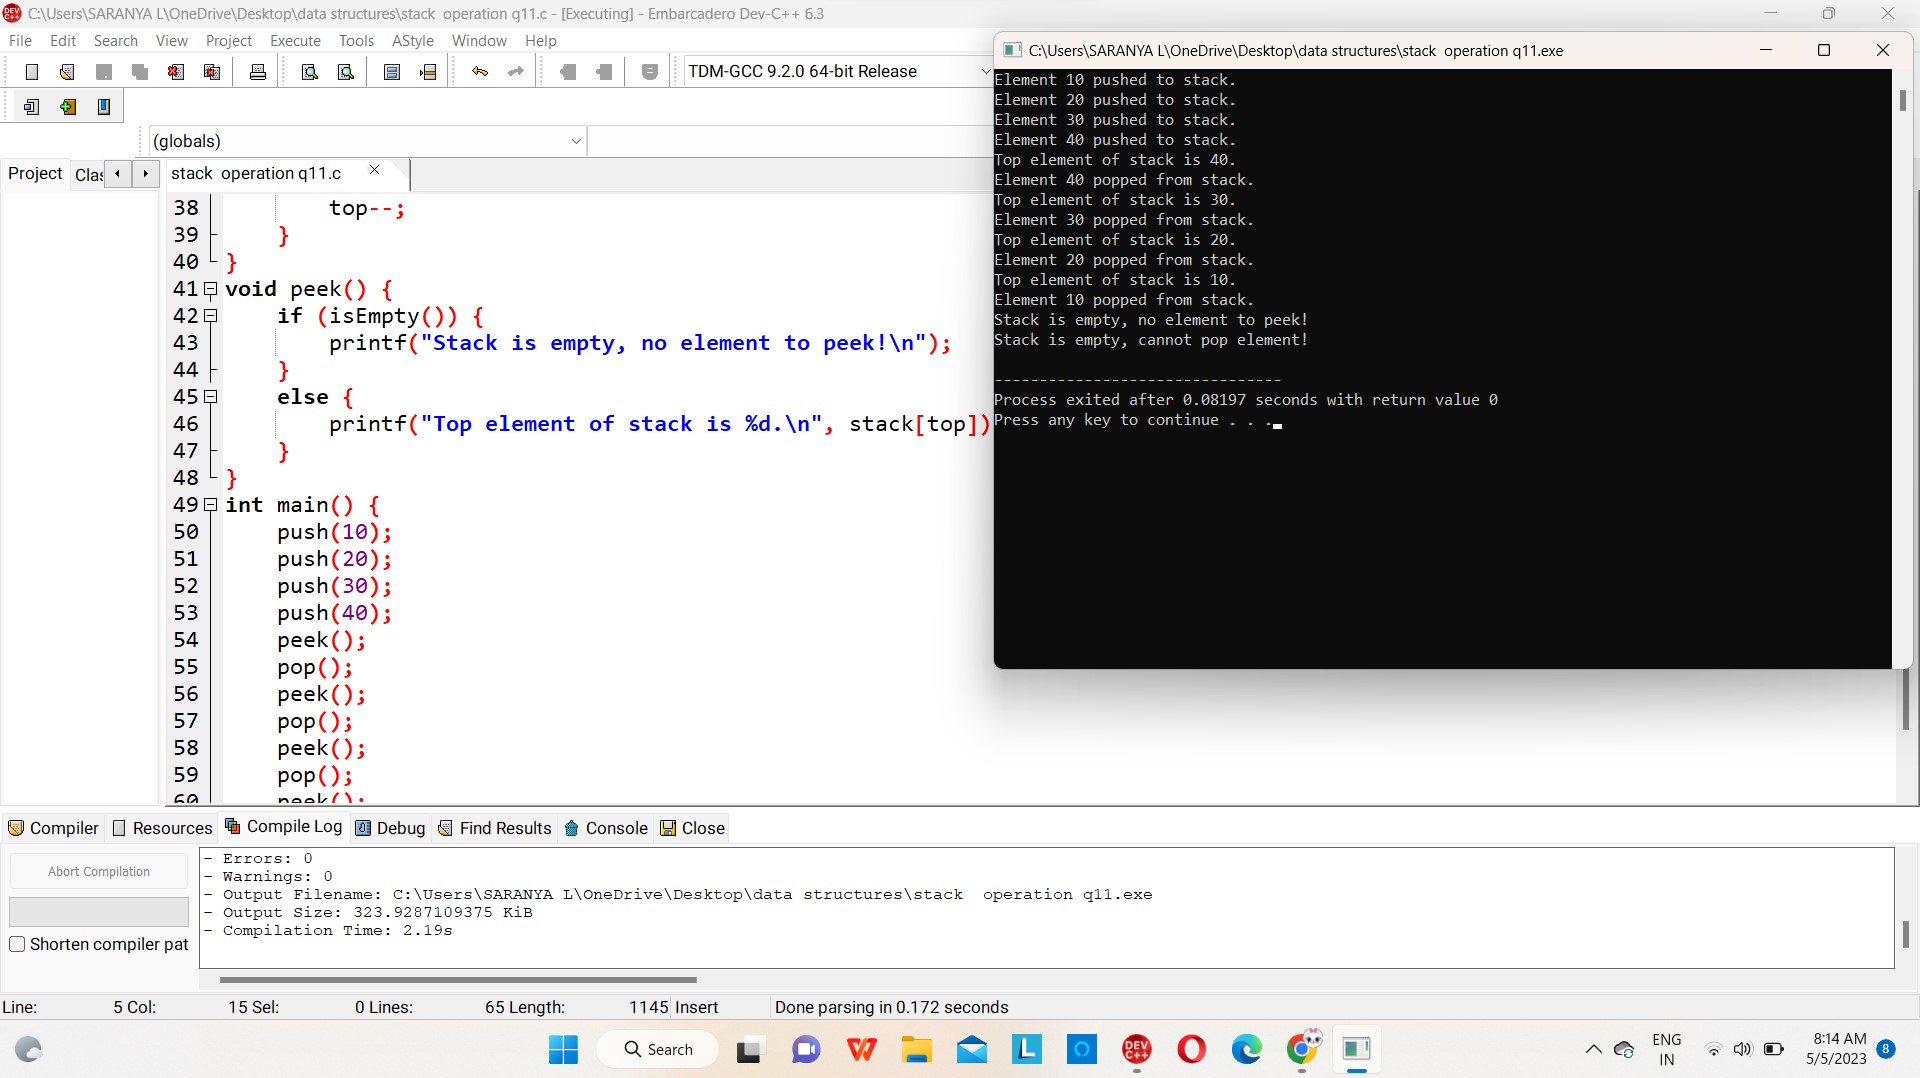 C:\Users\SARANYA L\OneDrive\Desktop\data structures\stack  operation q11.c - [Executing] - Embarcadero Dev-C++ 6.3
File Edit Search View Project Execute Tools AStyle Window Help
TDM-GCC 9.2.0 64-bit Release
(globals)
Project Clas
stack  operation q11.c
38 top--;
39 }
40 }
41 void peek() {
42 if (isEmpty()) {
43 printf("Stack is empty, no element to peek!\n");
44 }
45 else {
46 printf("Top element of stack is %d.\n", stack[top])
47 }
48 }
49 int main() {
50 push(10);
51 push(20);
52 push(30);
53 push(40);
54 peek();
55 pop();
56 peek();
57 pop();
58 peek();
59 pop();
60 peek();
C:\Users\SARANYA L\OneDrive\Desktop\data structures\stack  operation q11.exe
Element 10 pushed to stack.
Element 20 pushed to stack.
Element 30 pushed to stack.
Element 40 pushed to stack.
Top element of stack is 40.
Element 40 popped from stack.
Top element of stack is 30.
Element 30 popped from stack.
Top element of stack is 20.
Element 20 popped from stack.
Top element of stack is 10.
Element 10 popped from stack.
Stack is empty, no element to peek!
Stack is empty, cannot pop element!
--------------------------------
Process exited after 0.08197 seconds with return value 0
Press any key to continue . . .
Compiler Resources Compile Log Debug Find Results Console Close
Abort Compilation
Shorten compiler pat
- Errors: 0
- Warnings: 0
- Output Filename: C:\Users\SARANYA L\OneDrive\Desktop\data structures\stack  operation q11.exe
- Output Size: 323.9287109375 KiB
- Compilation Time: 2.19s
Line: 5 Col: 15 Sel: 0 Lines: 65 Length: 1145 Insert Done parsing in 0.172 seconds
Search
DEV C++
ENG
IN
8:14 AM
5/5/2023
8